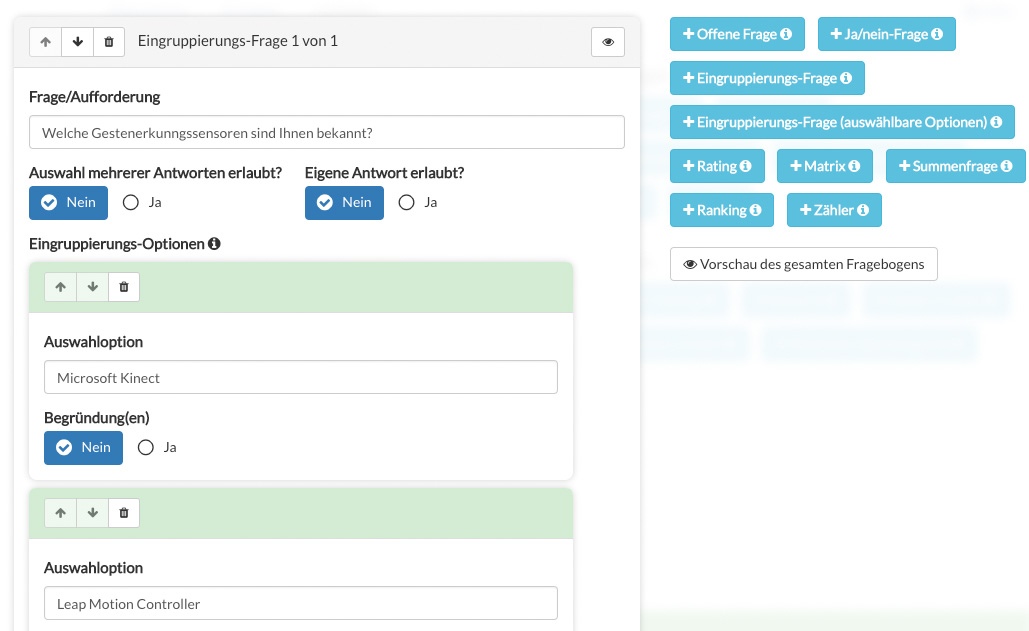 Eingruppierungs-Frage 1 von 1
Frage/Aufforderung
Welche Gestenerkunngssensoren sind Ihnen bekannt?
Auswahl mehrerer Antworten erlaubt? Eigene Antwort erlaubt?
Nein Ja Nein Ja
Eingruppierungs-Optionen
Auswahloption
Microsoft Kinect
Begründung(en)
Nein Ja
Auswahloption
Leap Motion Controller
Offene Frage Ja/nein-Frage
Eingruppierungs-Frage
Eingruppierungs-Frage (auswählbare Optionen)
Rating Matrix Summenfrage
Ranking Zähler
Vorschau des gesamten Fragebogens